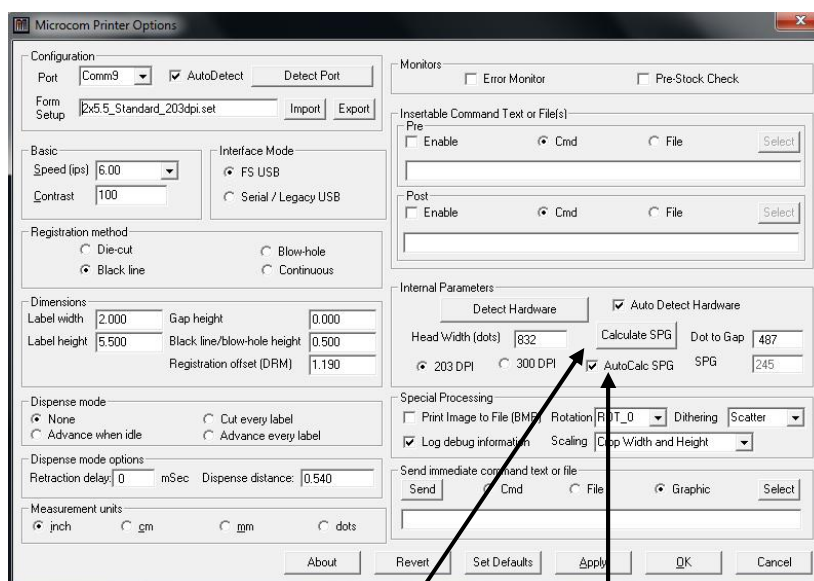 Microcom Printer Options
Configuration
Port Comm9 AutoDetect Detect Port
Form Setup 2x5.5_Standard_203dpi.set Import Export
Basic
Speed (ips) 6.00
Contrast 100
Interface Mode
FS USB
Serial / Legacy USB
Registration method
Die-cut Blow-hole
Black line Continuous
Dimensions
Label width 2.000 Gap height 0.000
Label height 5.500 Black line/blow-hole height 0.500
Registration offset (DRM) 1.190
Dispense mode
None Cut every label
Advance when idle Advance every label
Dispense mode options
Retraction delay: 0 mSec Dispense distance: 0.540
Measurement units
inch cm mm dots
Monitors
Error Monitor Pre-Stock Check
Insertable Command Text or File(s)
Pre
Enable Cmd File Select
Post
Enable Cmd File Select
Internal Parameters
Detect Hardware Auto Detect Hardware
Head Width (dots) 832 Calculate SPG Dot to Gap 487
203 DPI 300 DPI AutoCalc SPG SPG 245
Special Processing
Print Image to File (BMP) Rotation ROT_0 Dithering Scatter
Log debug information Scaling Crop Width and Height
Send immediate command text or file
Send Cmd File Graphic Select
About Revert Set Defaults Apply OK Cancel